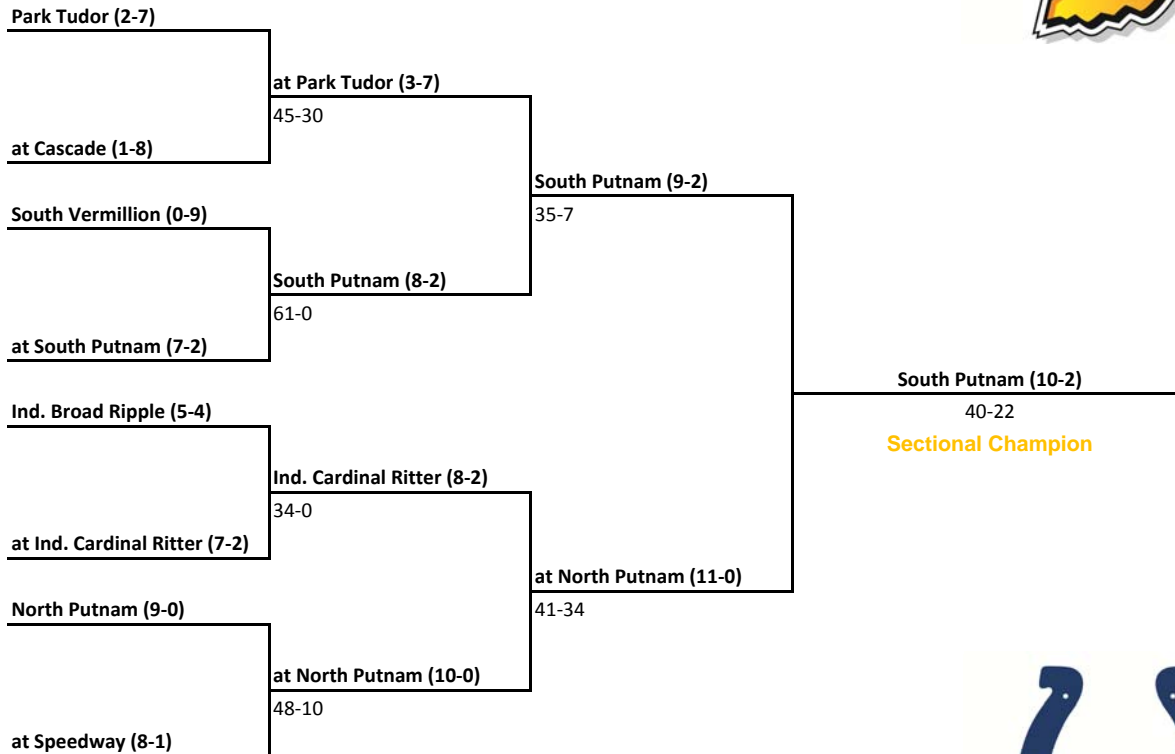 Park Tudor (2-7)
at Park Tudor (3-7)
45-30
at Cascade (1-8)
South Putnam (9-2)
35-7
South Vermillion (0-9)
South Putnam (8-2)
61-0
at South Putnam (7-2)
South Putnam (10-2)
40-22
Sectional Champion
Ind. Broad Ripple (5-4)
Ind. Cardinal Ritter (8-2)
34-0
at Ind. Cardinal Ritter (7-2)
at North Putnam (11-0)
41-34
North Putnam (9-0)
at North Putnam (10-0)
48-10
at Speedway (8-1)